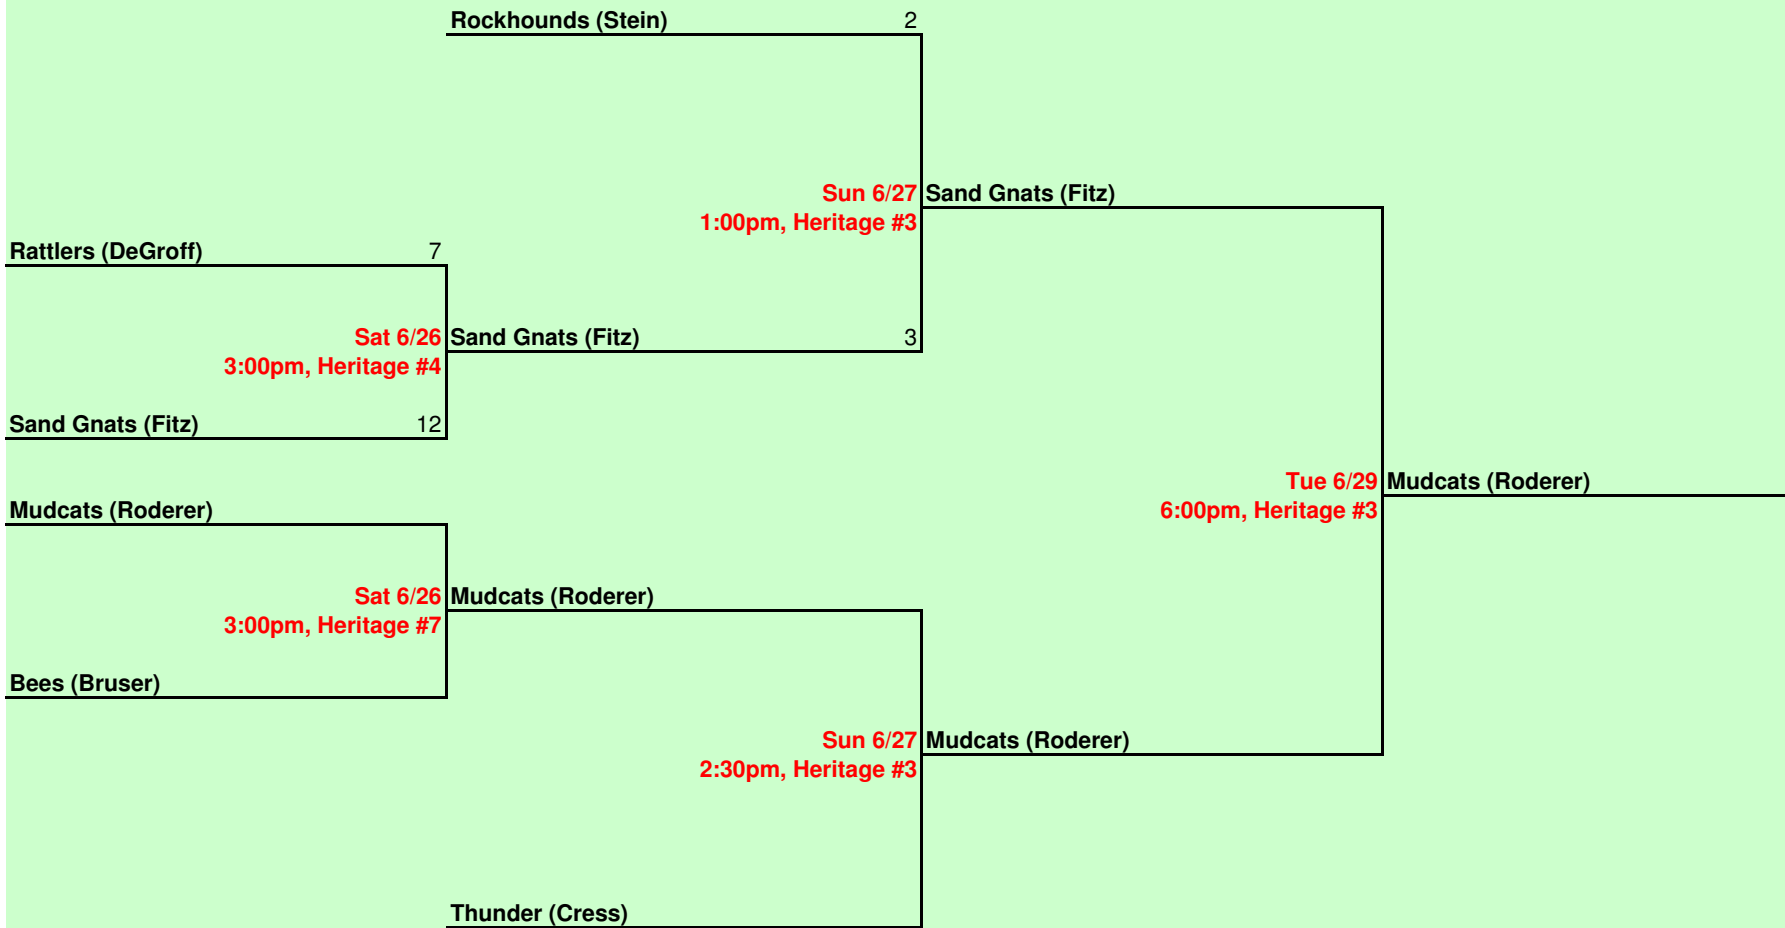 Rockhounds (Stein) 2
Sun 6/27 Sand Gnats (Fitz)
1:00pm, Heritage #3
Rattlers (DeGroff) 7
Sat 6/26 Sand Gnats (Fitz) 3
3:00pm, Heritage #4
Sand Gnats (Fitz) 12
Tue 6/29 Mudcats (Roderer)
Mudcats (Roderer) 6:00pm, Heritage #3
Sat 6/26 Mudcats (Roderer)
3:00pm, Heritage #7
Bees (Bruser)
Sun 6/27 Mudcats (Roderer)
2:30pm, Heritage #3
Thunder (Cress)